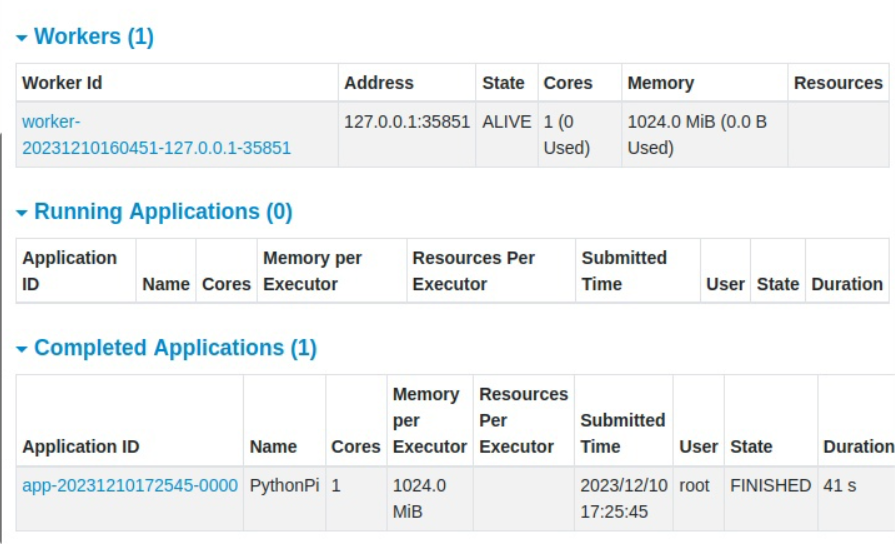 Workers (1)
Worker Id Address State Cores Memory Resources
worker- 127.0.0.1:35851 ALIVE 1 (0 1024.0 MiB (0.0 B
20231210160451-127.0.0.1-35851 Used) Used)
Running Applications (0)
Application Memory per Resources Per Submitted
ID Name Cores Executor Executor Time User State Duration
Completed Applications (1)
Memory Resources
per Per Submitted
Application ID Name Cores Executor Executor Time User State Duration
app-20231210172545-0000 PythonPi 1 1024.0 2023/12/10 root FINISHED 41 s
MiB 17:25:45